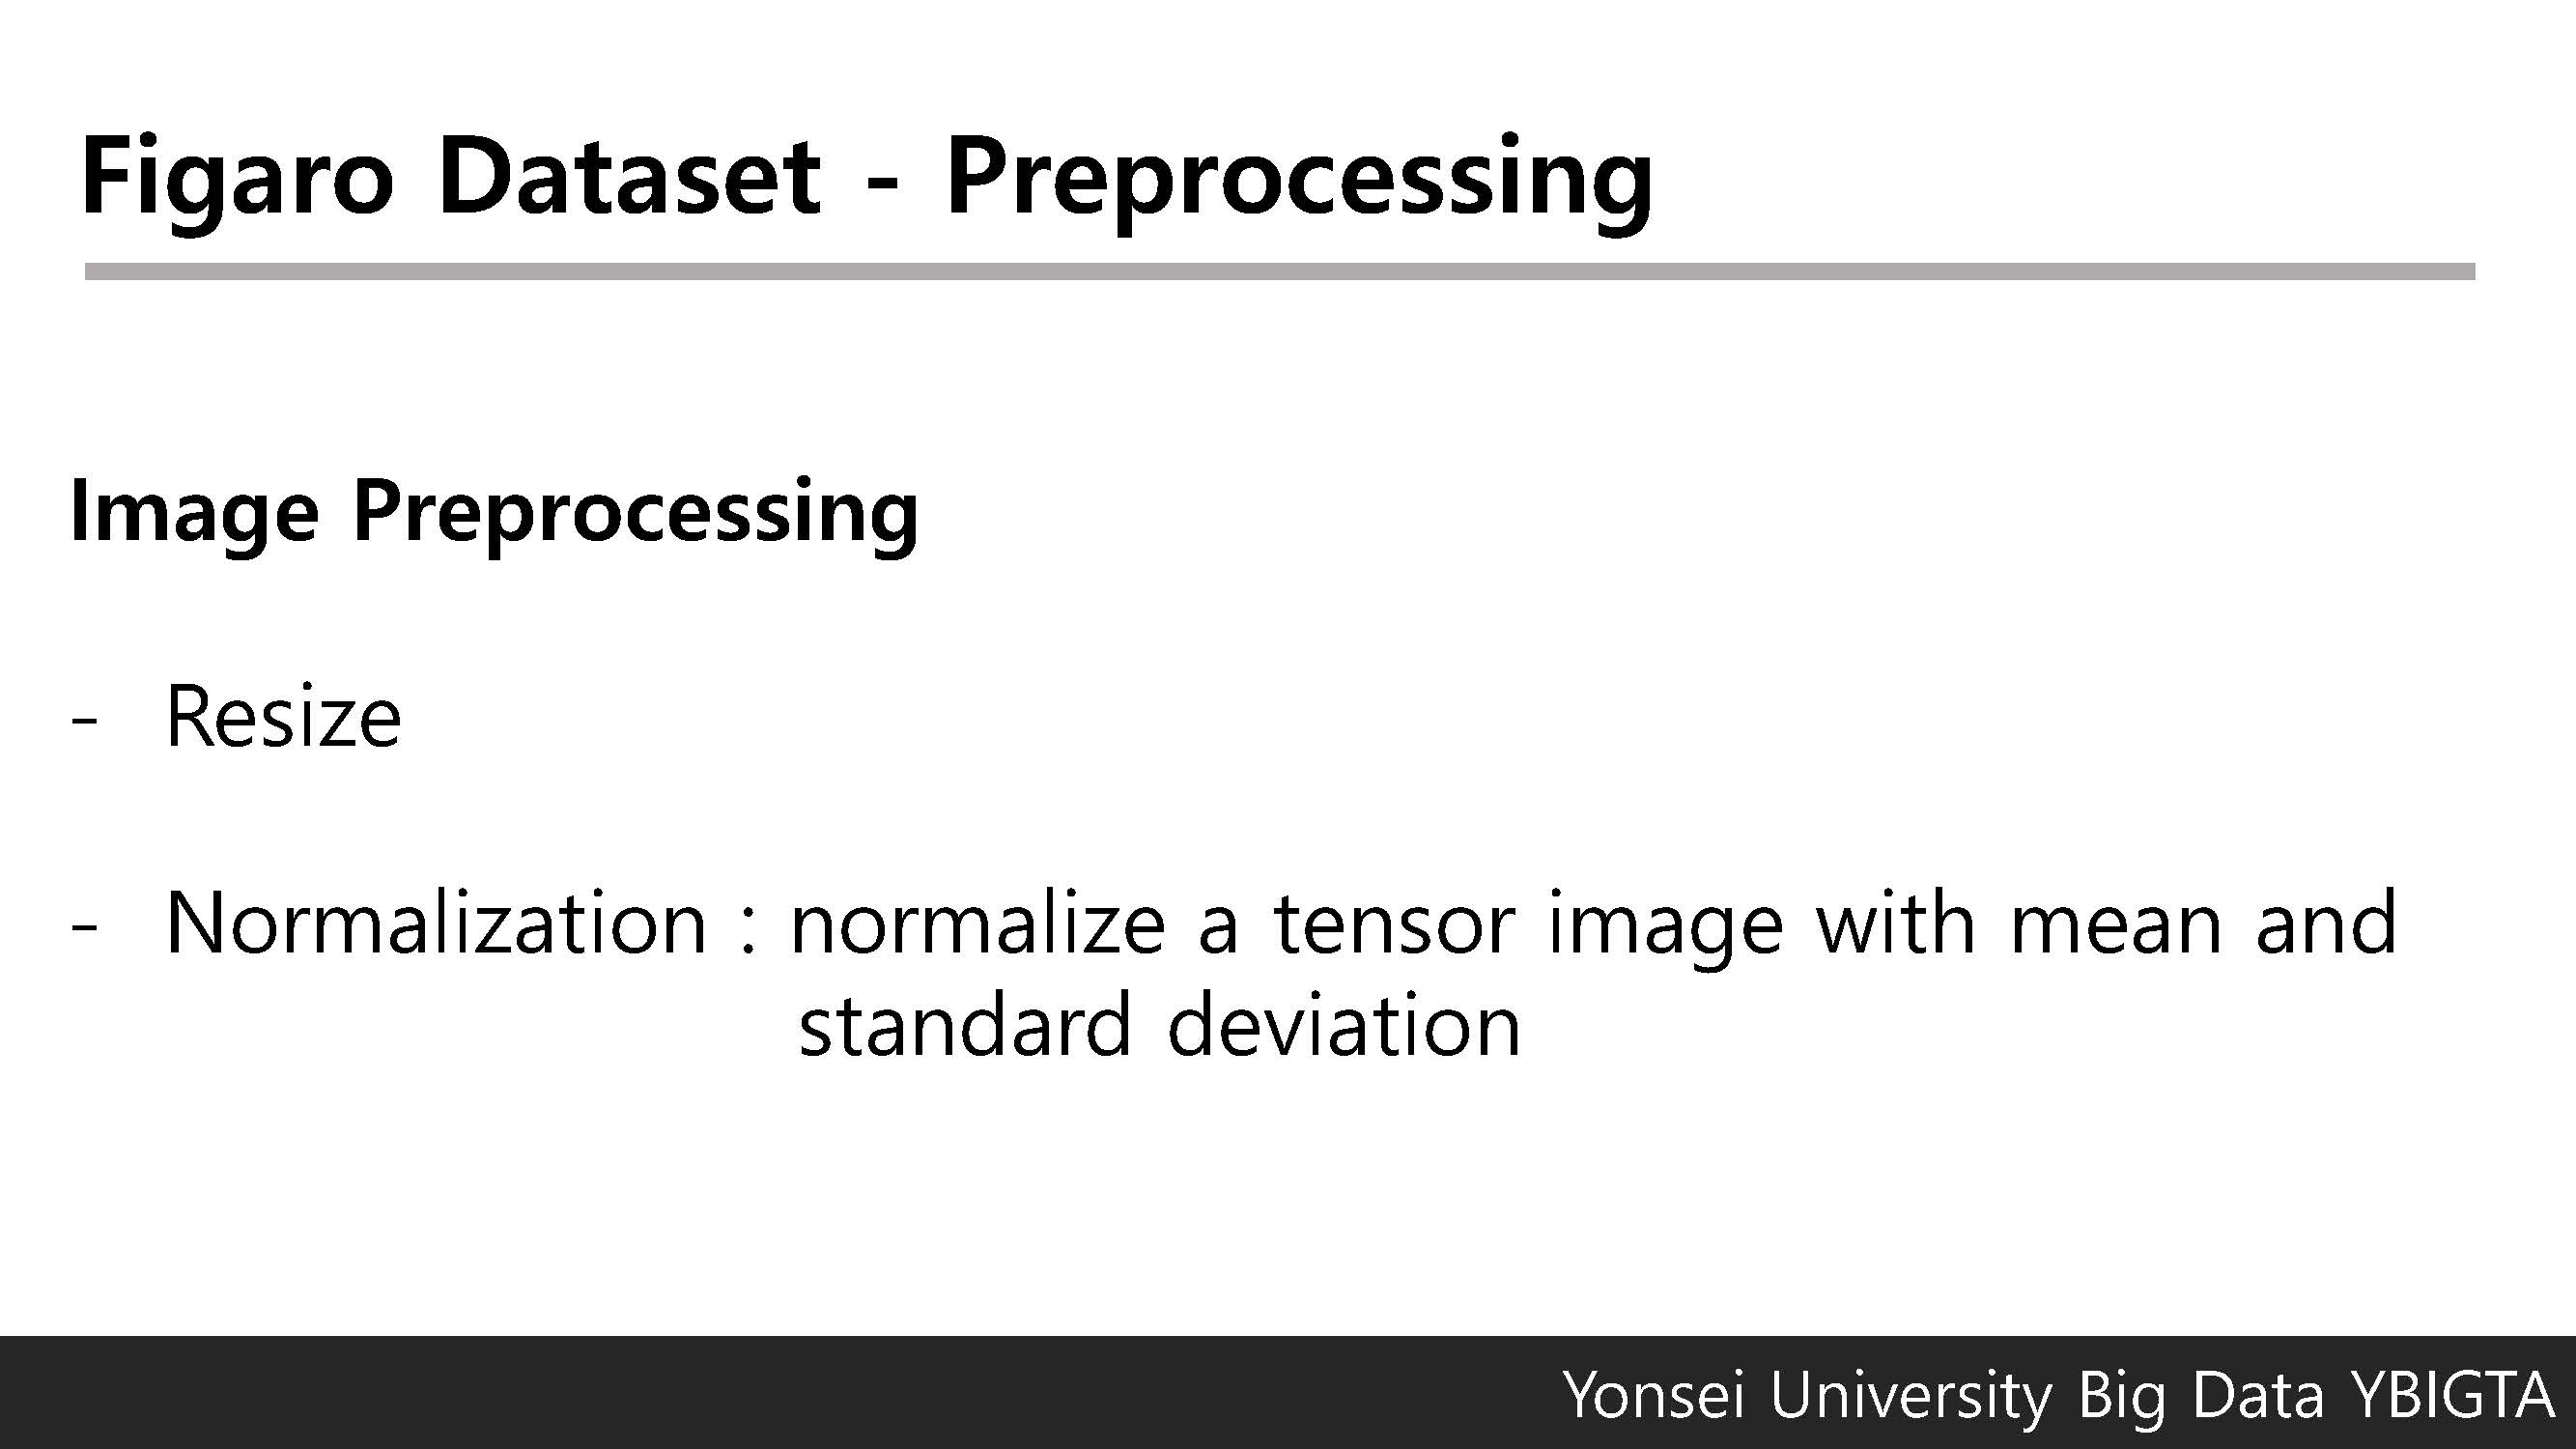 Figaro Dataset - Preprocessing
Image Preprocessing
- Resize
- Normalization : normalize a tensor image with mean and
standard deviation
Yonsei University Big Data YBIGTA